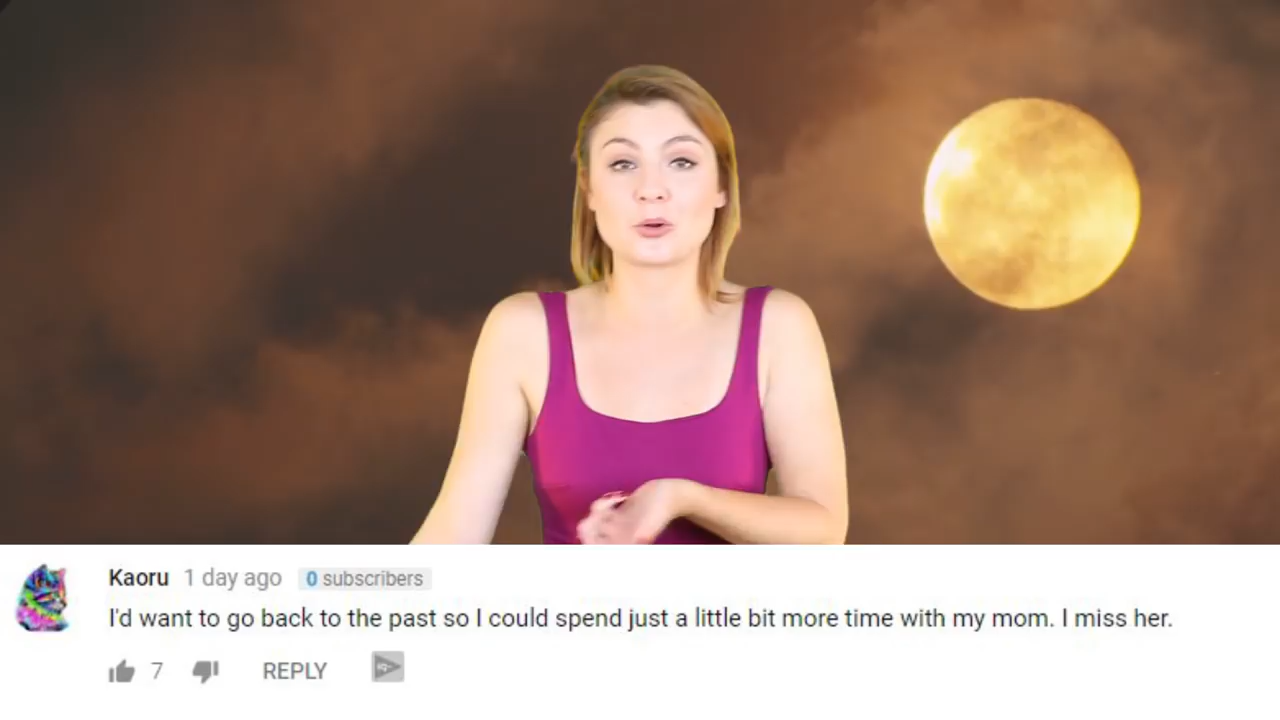 Kaoru 1 day ago 0 subscribers
I'd want to go back to the past so I could spend just a little bit more time with my mom. I miss her.
7 REPLY